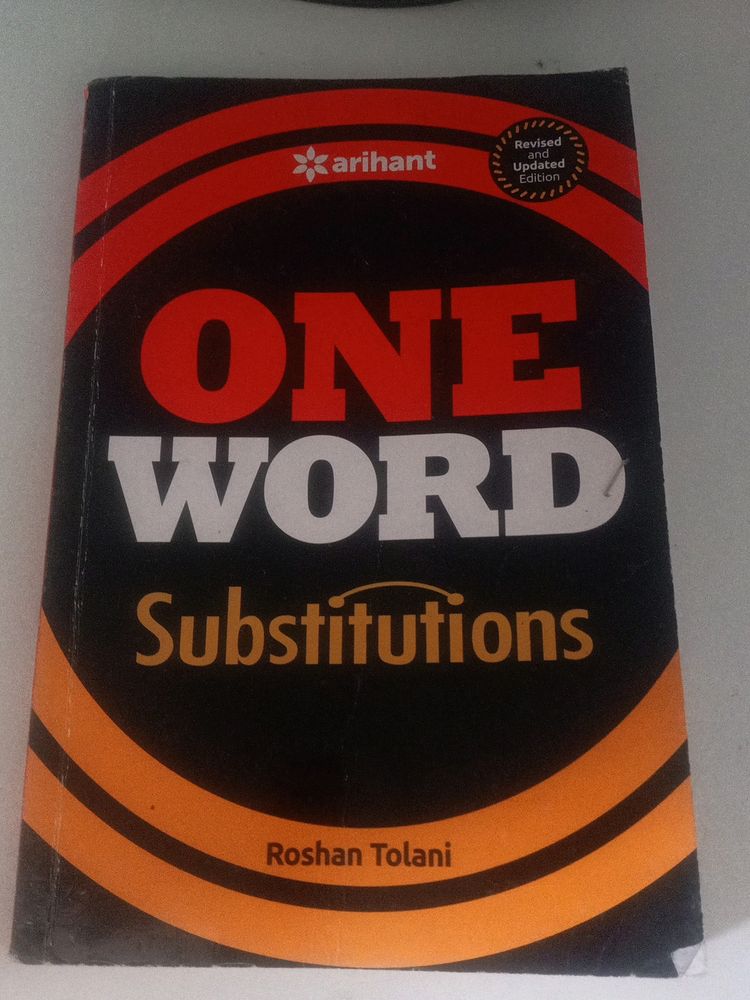 arihant
Revised
and
Updated
Edition
ONE
WORD
Substitutions
Roshan Tolani